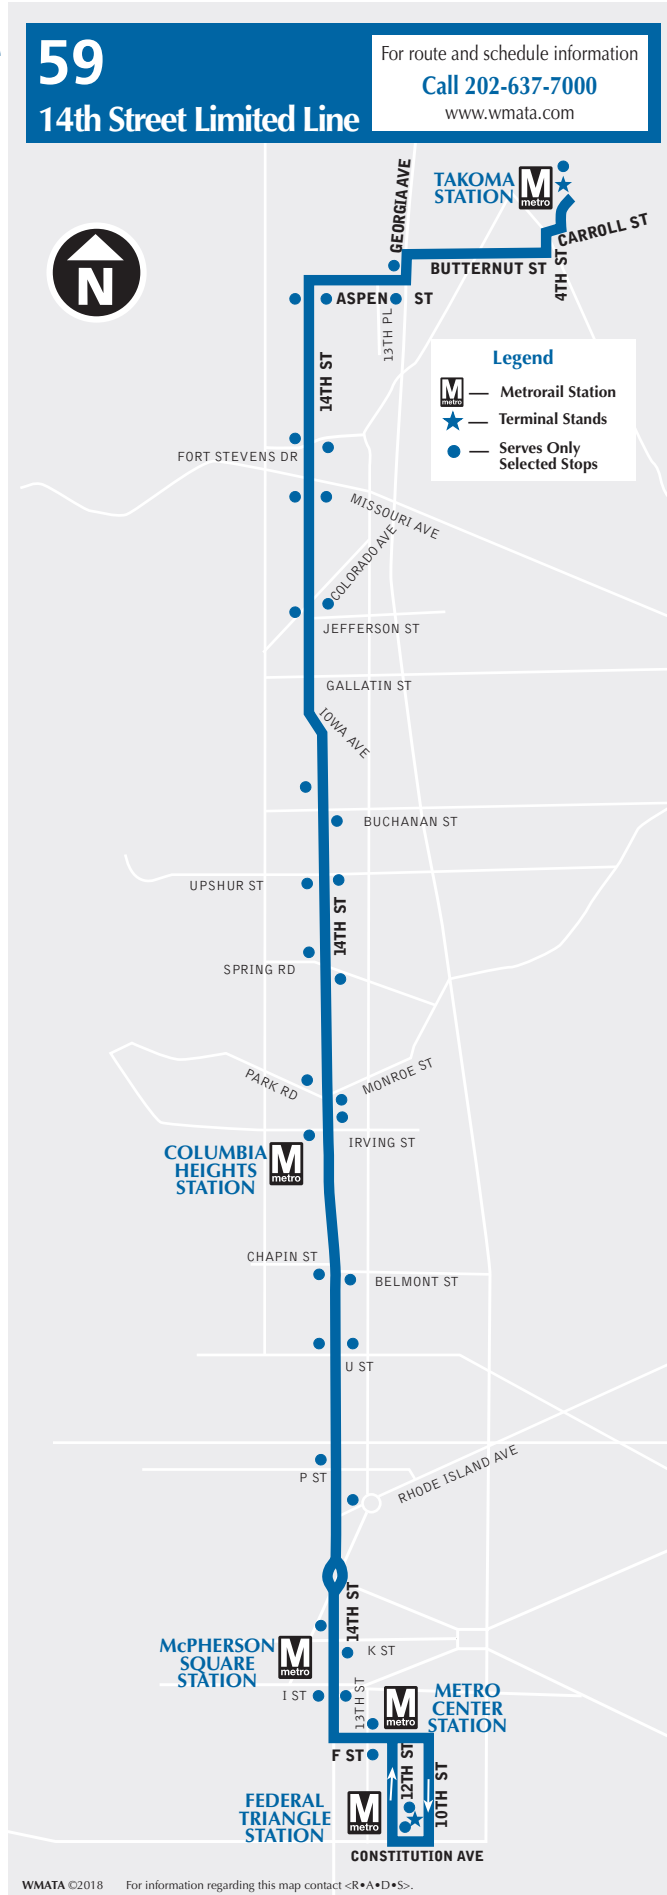 59
14th Street Limited Line
For route and schedule information
Call 202-637-7000
www.wmata.com
TAKOMA
STATION
M
metro
GEORGIA AVE
CARROLL ST
BUTTERNUT ST
4TH ST
N
ASPEN ST
13TH PL
14TH ST
Legend
M
metro
— Metrorail Station
— Terminal Stands
— Serves Only
Selected Stops
FORT STEVENS DR
MISSOURI AVE
COLORADO AVE
JEFFERSON ST
GALLATIN ST
IOWA AVE
BUCHANAN ST
UPSHUR ST
14TH ST
SPRING RD
PARK RD
MONROE ST
IRVING ST
COLUMBIA
HEIGHTS
STATION
M
metro
CHAPIN ST
BELMONT ST
U ST
P ST
RHODE ISLAND AVE
14TH ST
McPHERSON
SQUARE
STATION
M
metro
K ST
I ST
13TH ST
M
metro
METRO
CENTER
STATION
F ST
12TH ST
10TH ST
FEDERAL
TRIANGLE
STATION
M
metro
CONSTITUTION AVE
WMATA ©2018 For information regarding this map contact <R•A•D•S>.